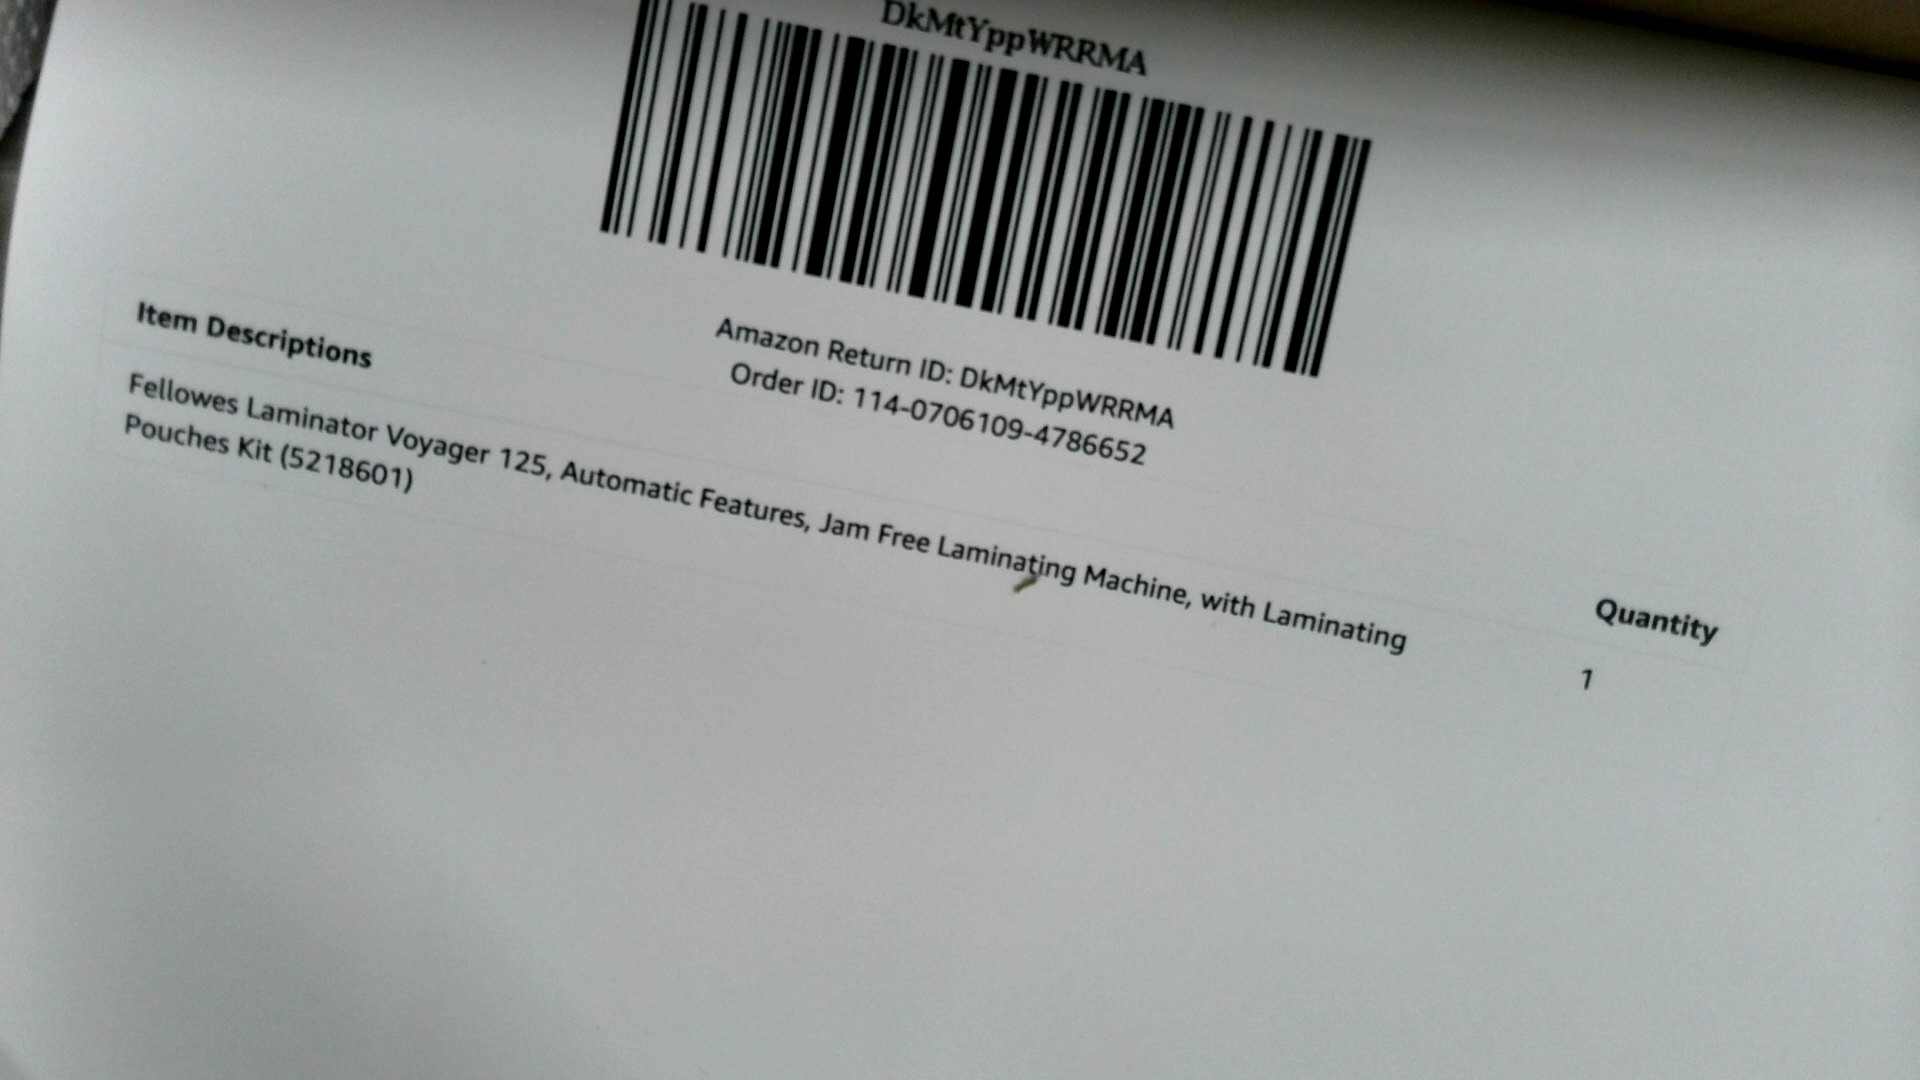 DkMtYppWRRMA
Amazon Return ID: DkMtYppWRRMA
Order ID: 114-0706109-4786652
Item Descriptions
Quantity
Fellowes Laminator Voyager 125, Automatic Features, Jam Free Laminating Machine, with Laminating
Pouches Kit (5218601)
1